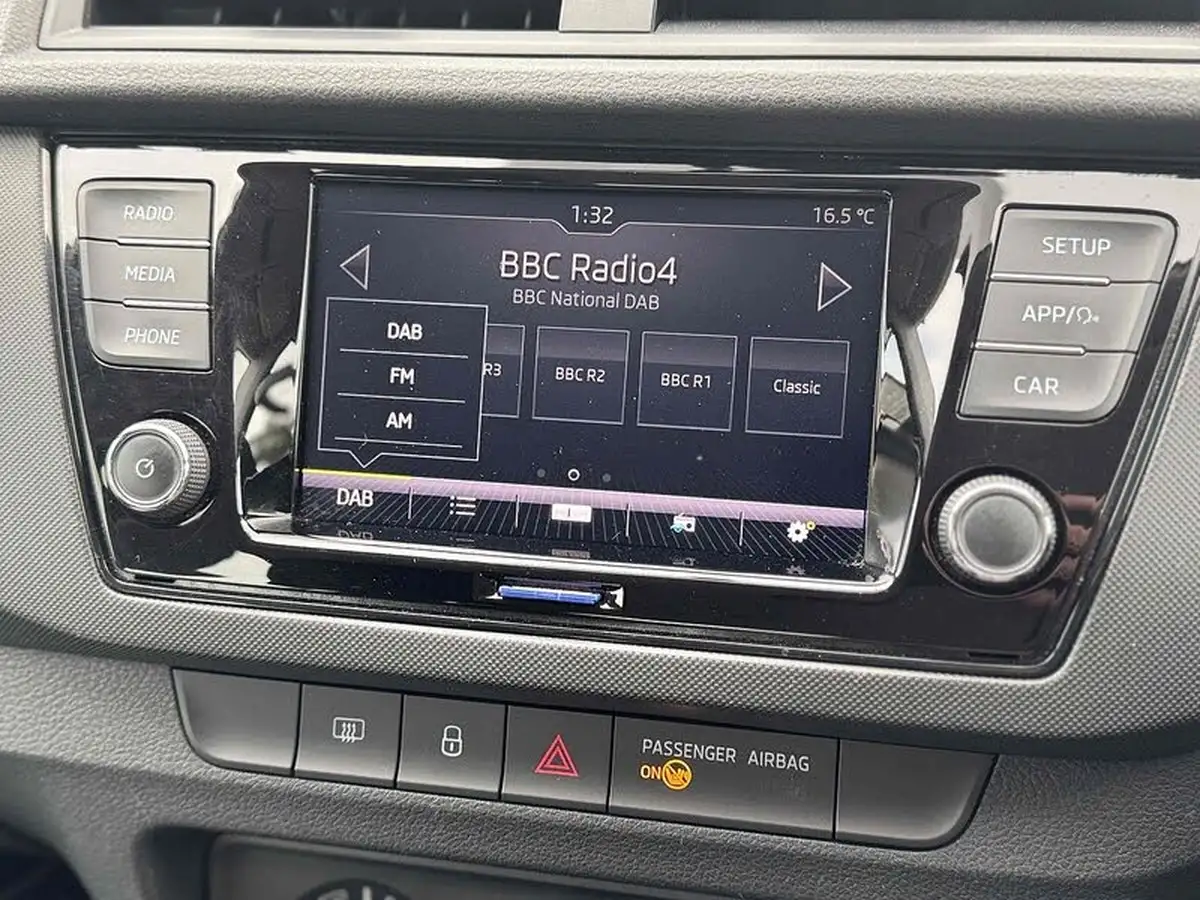 RADIO
MEDIA
PHONE
1:32
16.5 °C
BBC Radio4
BBC National DAB
DAB
FM
AM
R3
BBC R2
BBC R1
Classic
DAB
SETUP
APP/
CAR
PASSENGER AIRBAG
ON